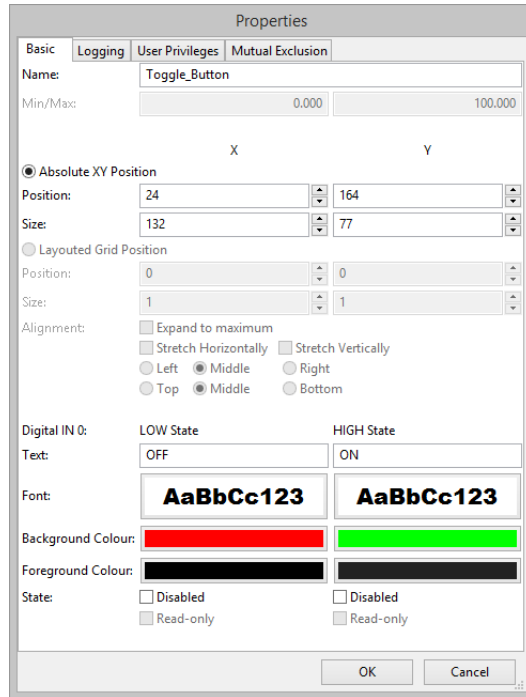 Properties
Basic Logging User Privileges Mutual Exclusion
Name: Toggle_Button
Min/Max: 0.000 100.000
X Y
Absolute XY Position
Position: 24 164
Size: 132 77
Layouted Grid Position
Position: 0 0
Size: 1 1
Alignment: Expand to maximum
Stretch Horizontally Stretch Vertically
Left Middle Right
Top Middle Bottom
Digital IN 0: LOW State HIGH State
Text: OFF ON
Font: AaBbCc123 AaBbCc123
Background Colour:
Foreground Colour:
State: Disabled Disabled
Read-only Read-only
OK Cancel